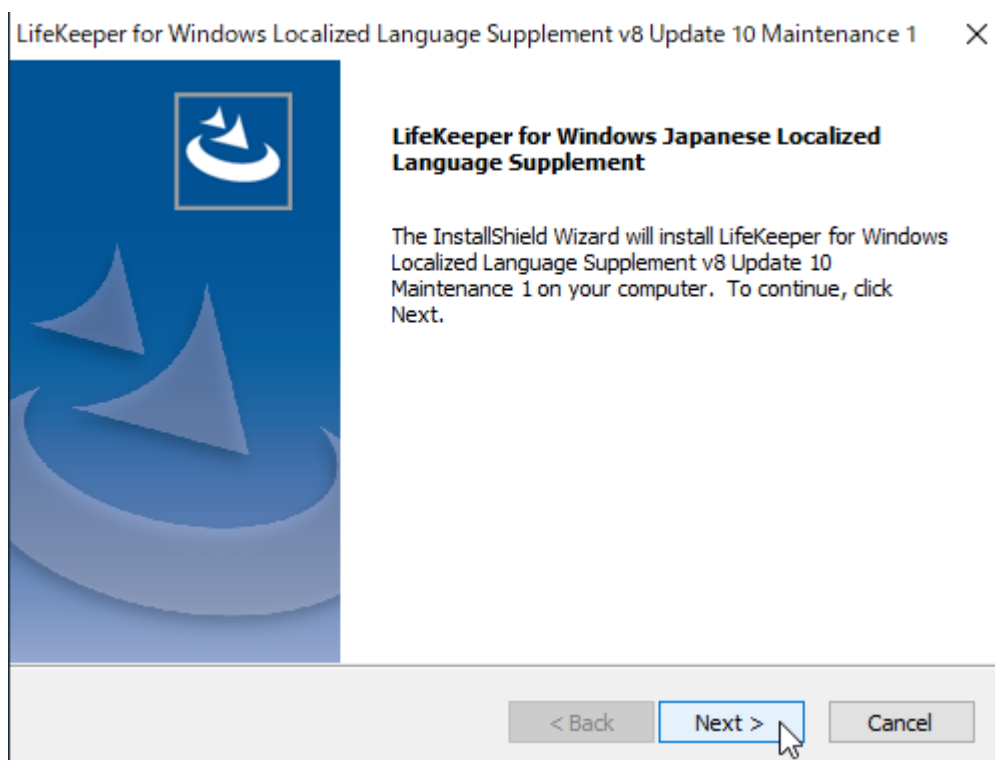 LifeKeeper for Windows Localized Language Supplement v8 Update 10 Maintenance 1
LifeKeeper for Windows Japanese Localized
Language Supplement
The InstallShield Wizard will install LifeKeeper for Windows
Localized Language Supplement v8 Update 10
Maintenance 1 on your computer.  To continue, click
Next.
< Back
Next >
Cancel